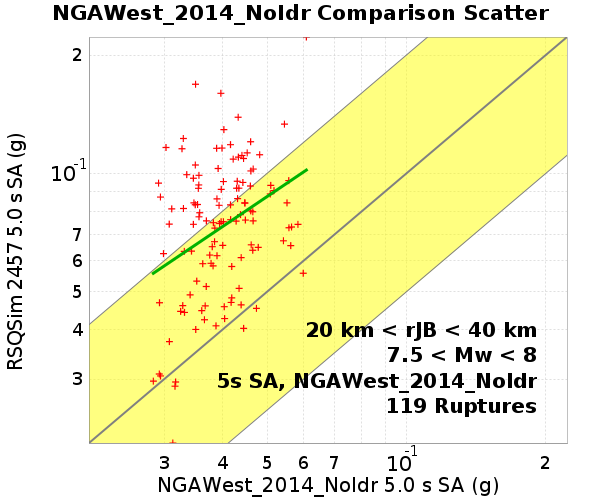 NGAWest_2014_NoIdr Comparison Scatter
RSQSim 2457 5.0 s SA (g)
2
10-1
7
6
5
4
3
20 km < rJB < 40 km
7.5 < Mw < 8
5s SA, NGAWest_2014_NoIdr
119 Ruptures
3 4 5 6 7 10-1 2
NGAWest_2014_NoIdr 5.0 s SA (g)